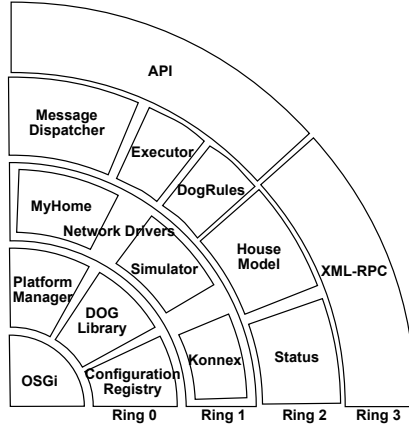 API
Message
Dispatcher
Executor
DogRules
MyHome
Network Drivers
House
Model
XML-RPC
Simulator
Platform
Manager
DOG
Library
Konnex
Status
OSGi
Configuration
Registry
Ring 0
Ring 1
Ring 2
Ring 3